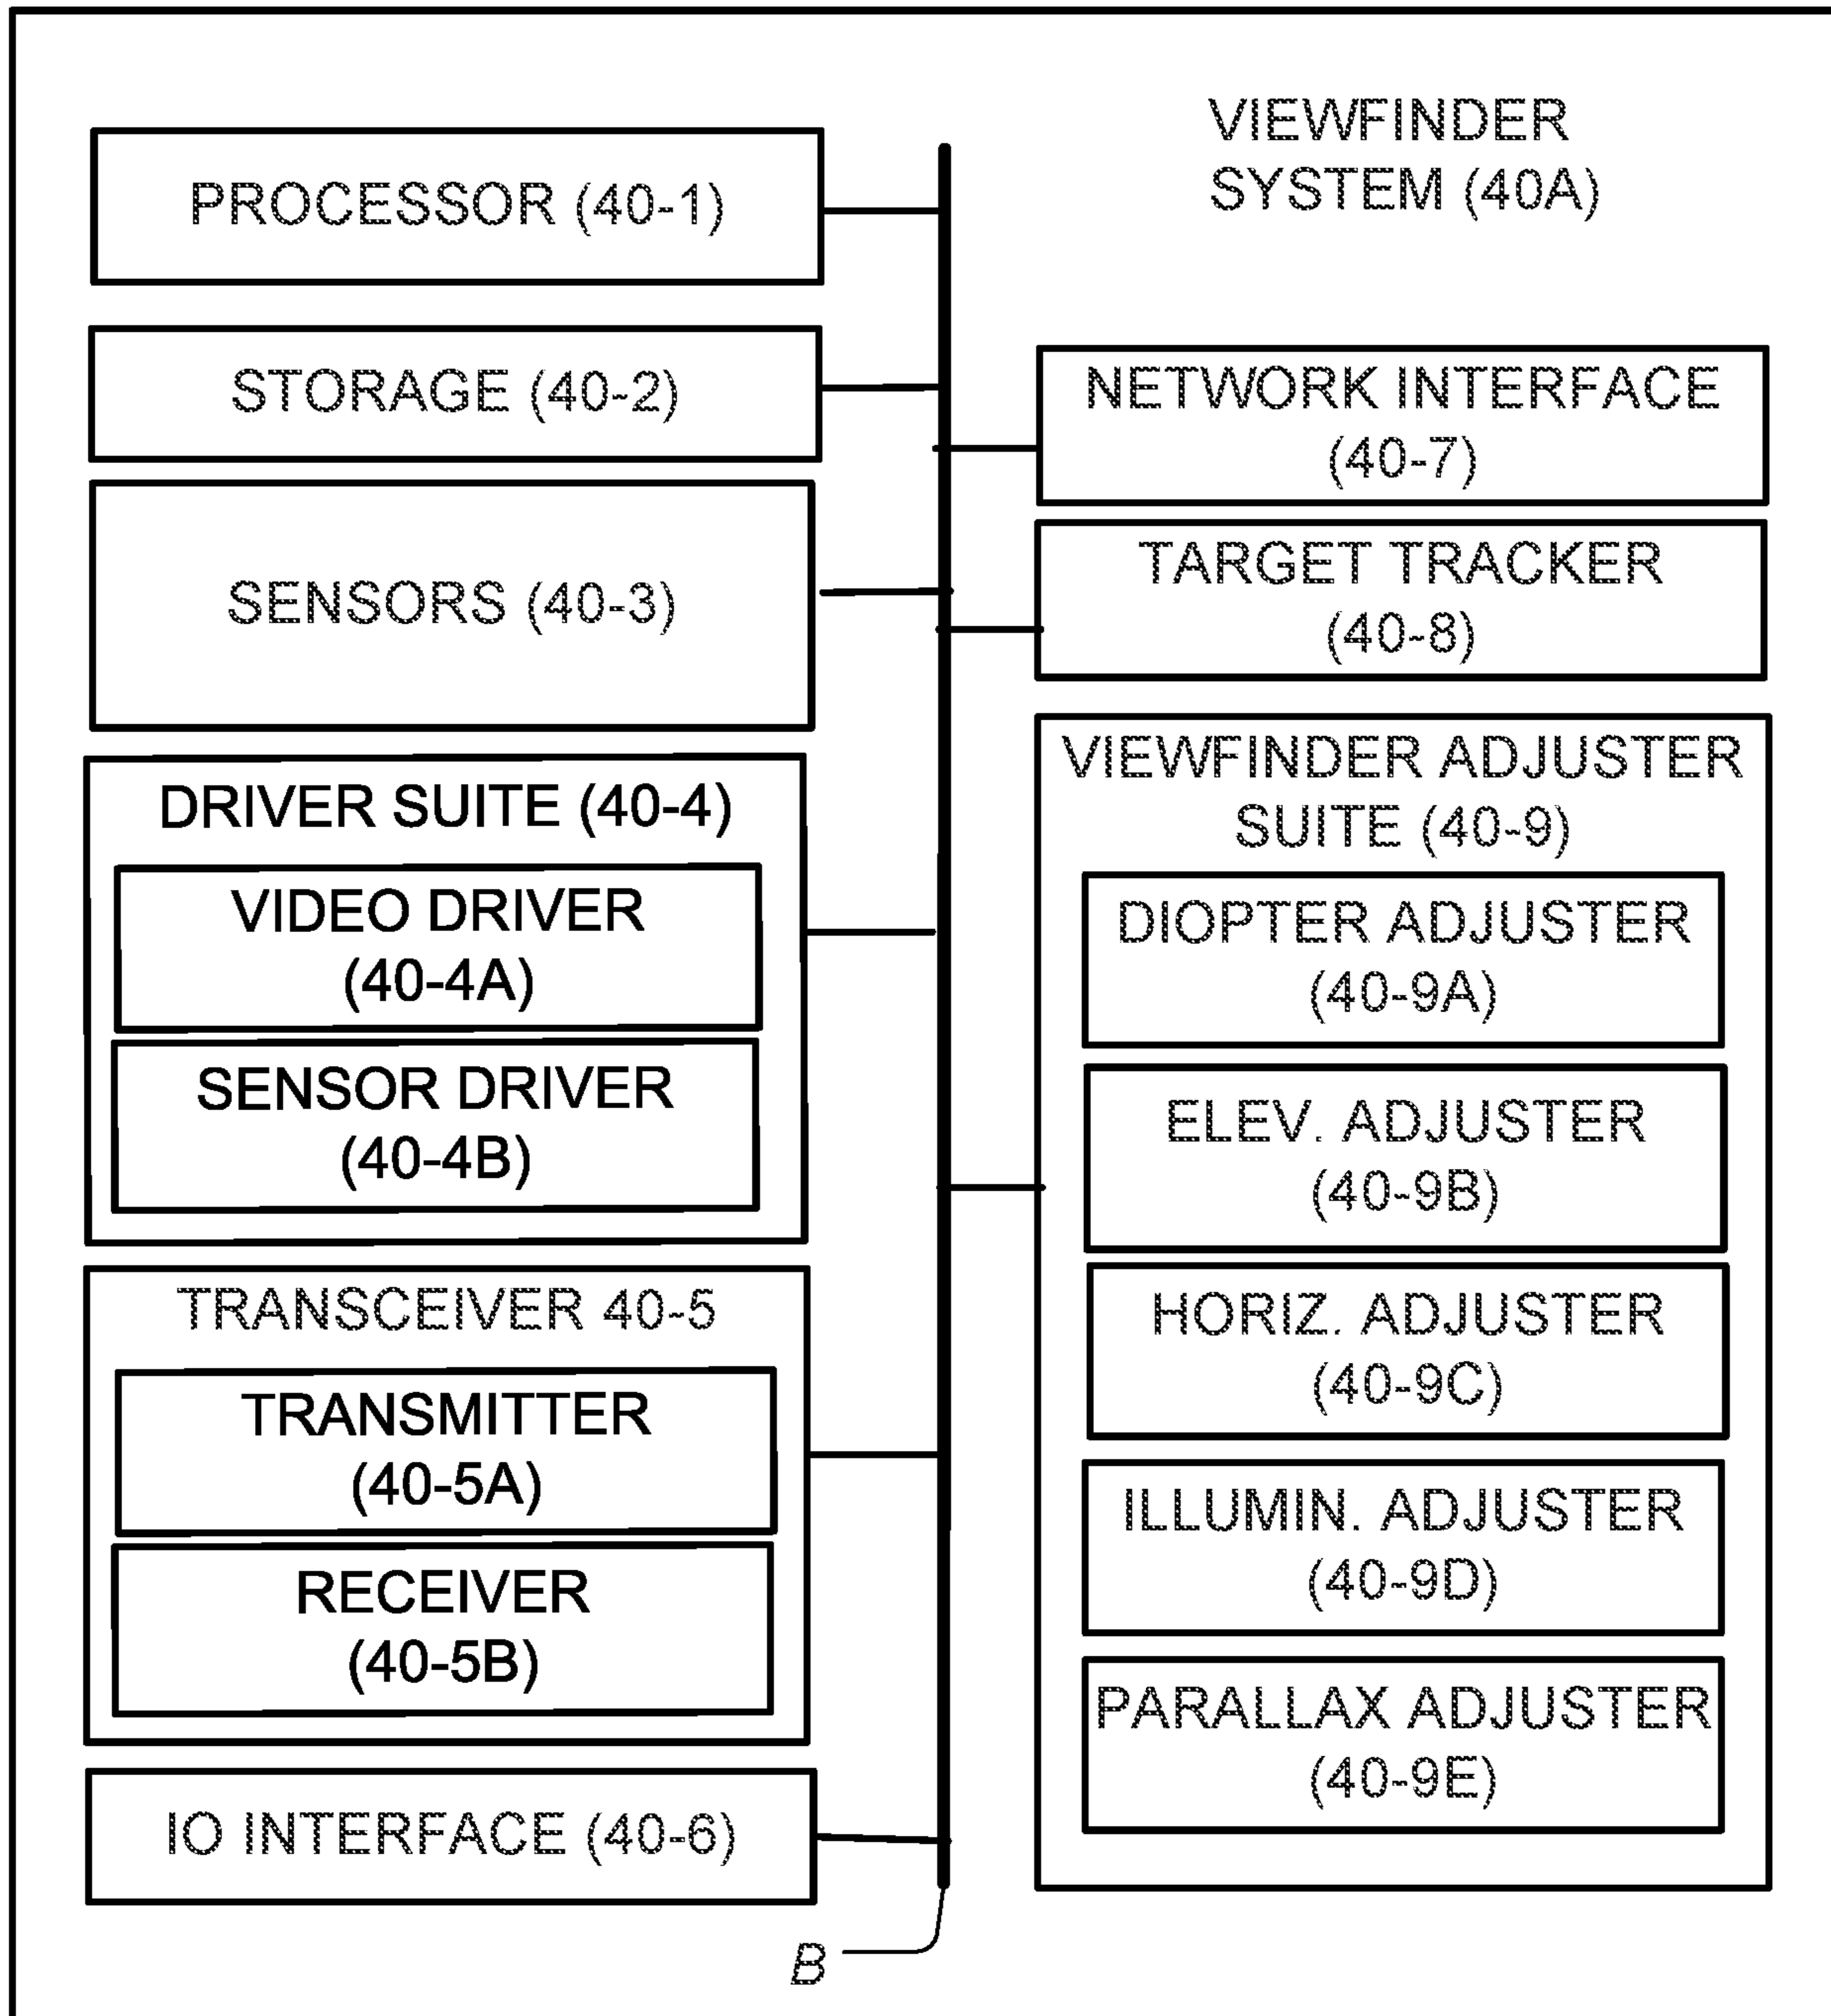 VIEWFINDER
SYSTEM (40A)
PROCESSOR (40-1)
STORAGE (40-2)
SENSORS (40-3)
DRIVER SUITE (40-4)
VIDEO DRIVER
(40-4A)
SENSOR DRIVER
(40-4B)
TRANSCEIVER 40-5
TRANSMITTER
(40-5A)
RECEIVER
(40-5B)
IO INTERFACE (40-6)
NETWORK INTERFACE
(40-7)
TARGET TRACKER
(40-8)
VIEWFINDER ADJUSTER
SUITE (40-9)
DIOPTER ADJUSTER
(40-9A)
ELEV. ADJUSTER
(40-9B)
HORIZ. ADJUSTER
(40-9C)
ILLUMIN. ADJUSTER
(40-9D)
PARALLAX ADJUSTER
(40-9E)
B